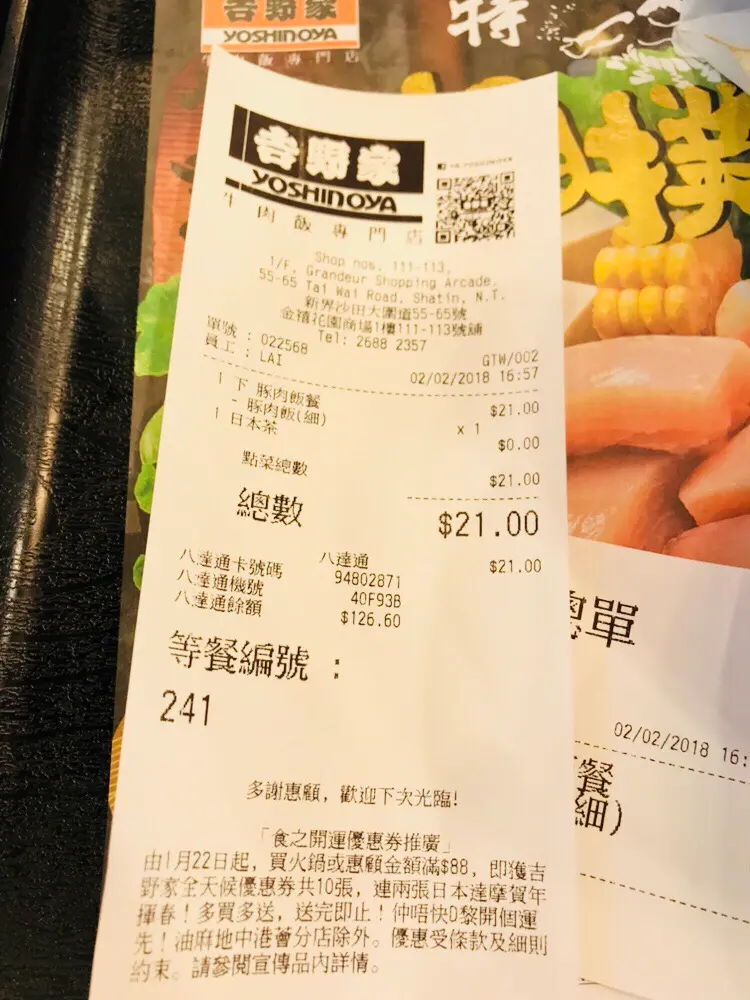 吉野家
YOSHINOYA
牛肉飯專門店
特
吉野家
YOSHINOYA
牛肉飯專門店
Shop nos. 111-113,
1/F, Grandeur Shopping Arcade,
55-65 Tai Wai Road, Shatin, N.T.
新界沙田大圍道55-65號
金禧花園商場1樓111-113號舖
Tel: 2688 2357
單號 : 022568 GTW/002
員工 : LAI 02/02/2018 16:57
1 下 豚肉飯餐 $21.00
- 豚肉飯(細) x 1
1 日本茶 $0.00
點菜總數 $21.00
總數 $21.00
八達通 $21.00
八達通卡號碼 94802871
八達通機號 40F93B
八達通餘額 $126.60
等餐編號 :
241
多謝惠顧, 歡迎下次光臨!
「食之開運優惠券推廣」
由1月22日起, 買火鍋或惠顧金額滿$88, 即獲吉
野家全天候優惠券共10張, 連兩張日本達摩賀年
揮春! 多買多送, 送完即止! 仲唔快D黎開個運
先! 油麻地中港薈分店除外。優惠受條款及細則
約束。請參閱宣傳品內詳情。
單
02/02/2018 16:
餐
細)